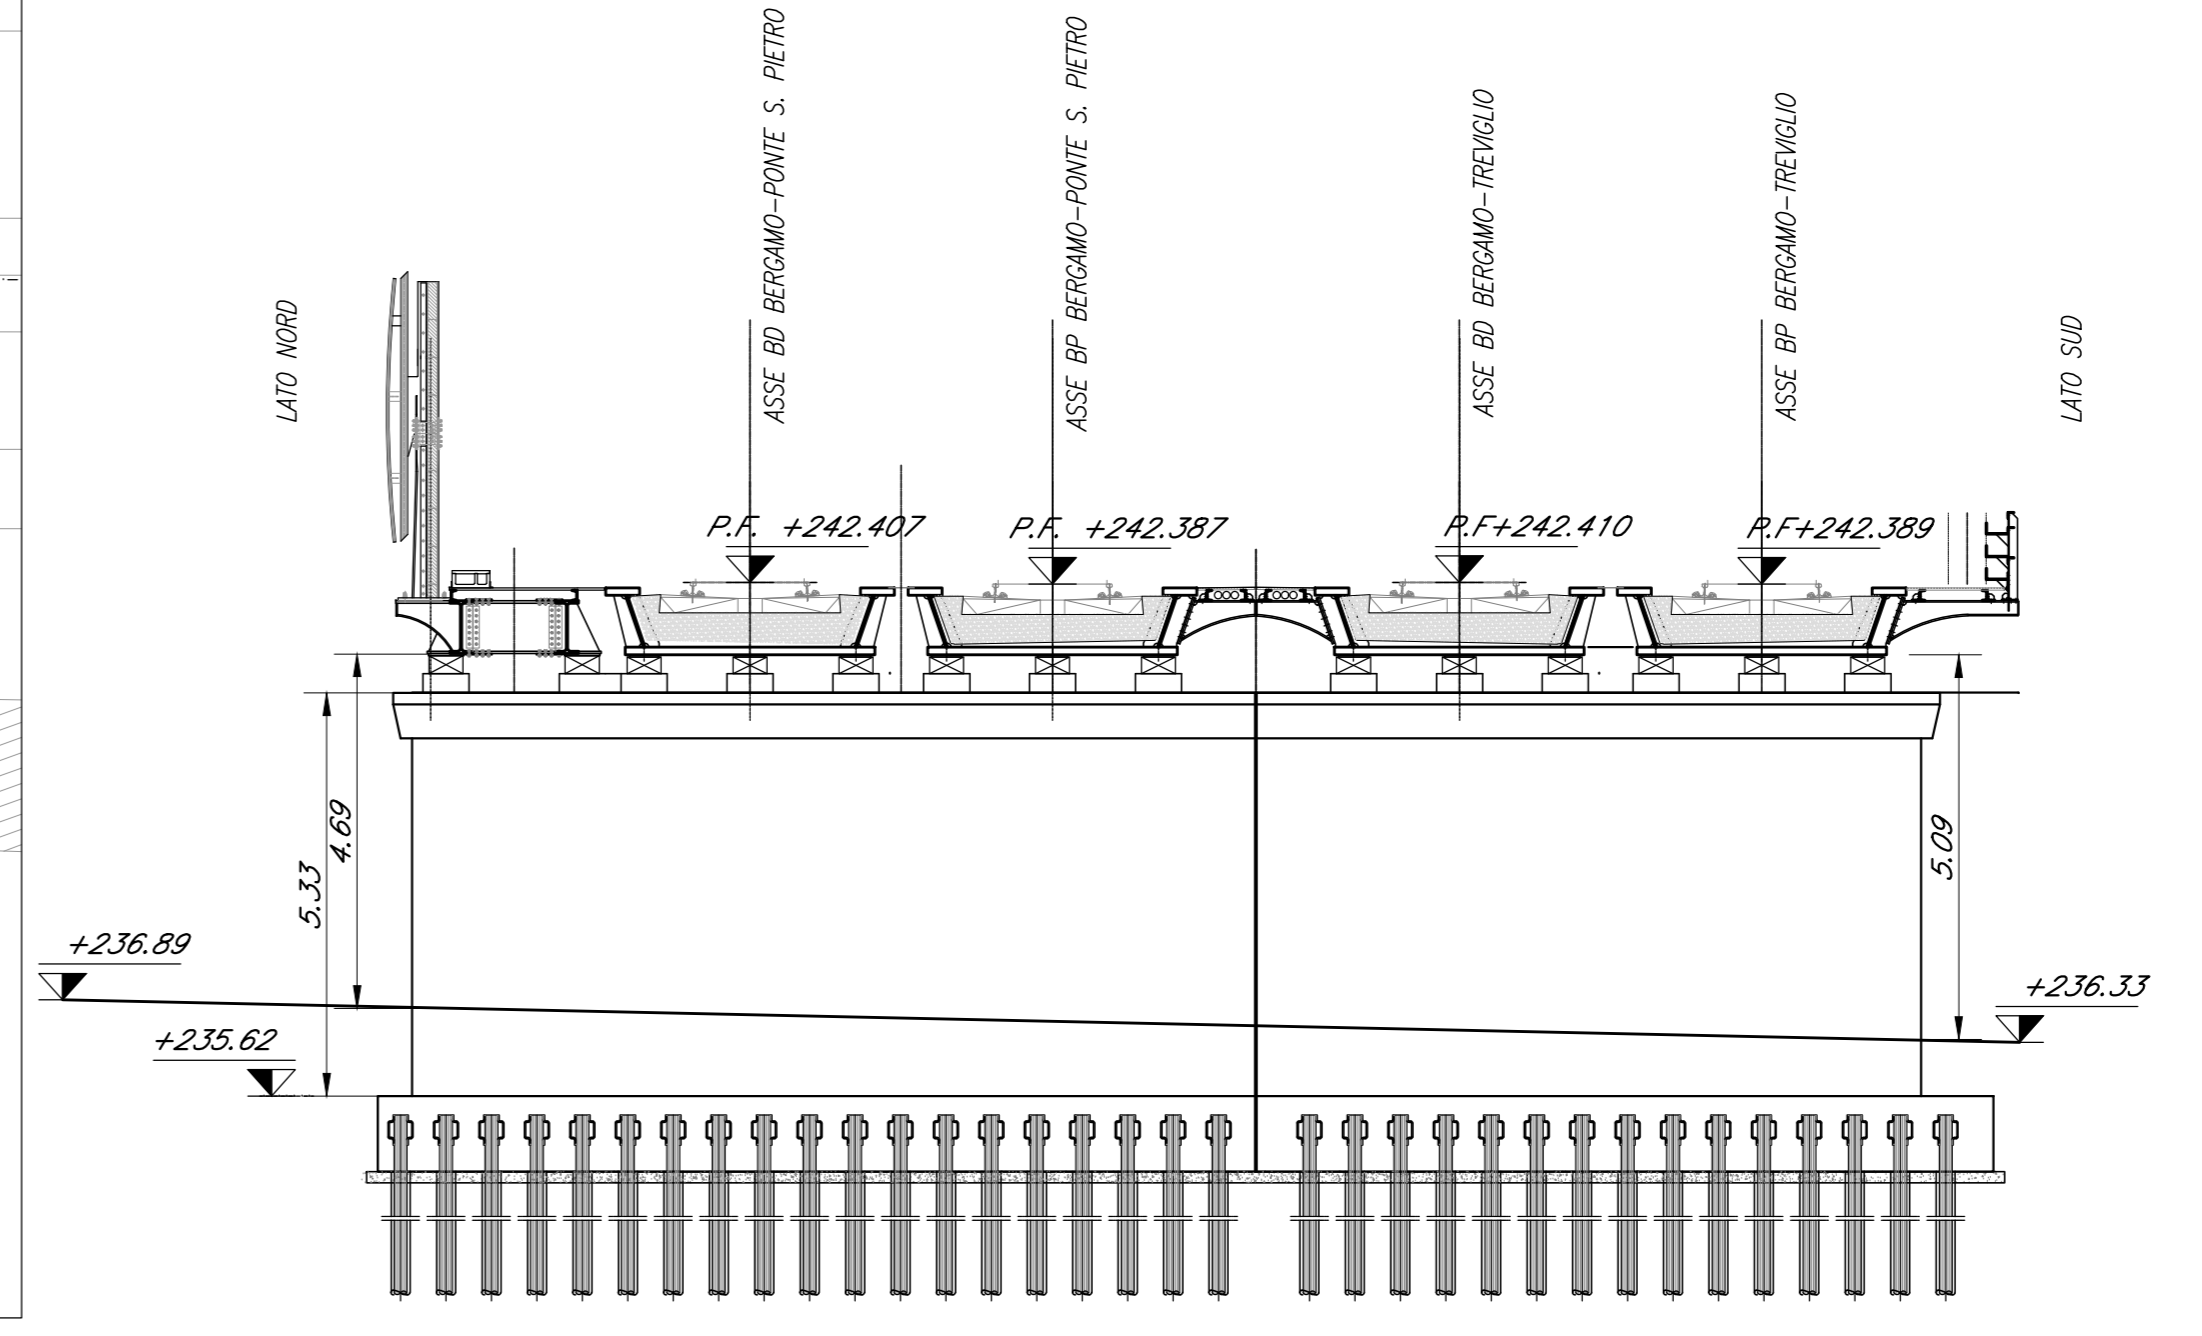 ASSE BD BERGAMO-PONTE S. PIETRO
ASSE BP BERGAMO-PONTE S. PIETRO
ASSE BD BERGAMO-TREVIGLIO
ASSE BP BERGAMO-TREVIGLIO
LATO NORD
LATO SUD
P.F. +242.407
P.F. +242.387
P.F+242.410
P.F+242.389
4.69
5.33
5.09
+236.89
+236.33
+235.62